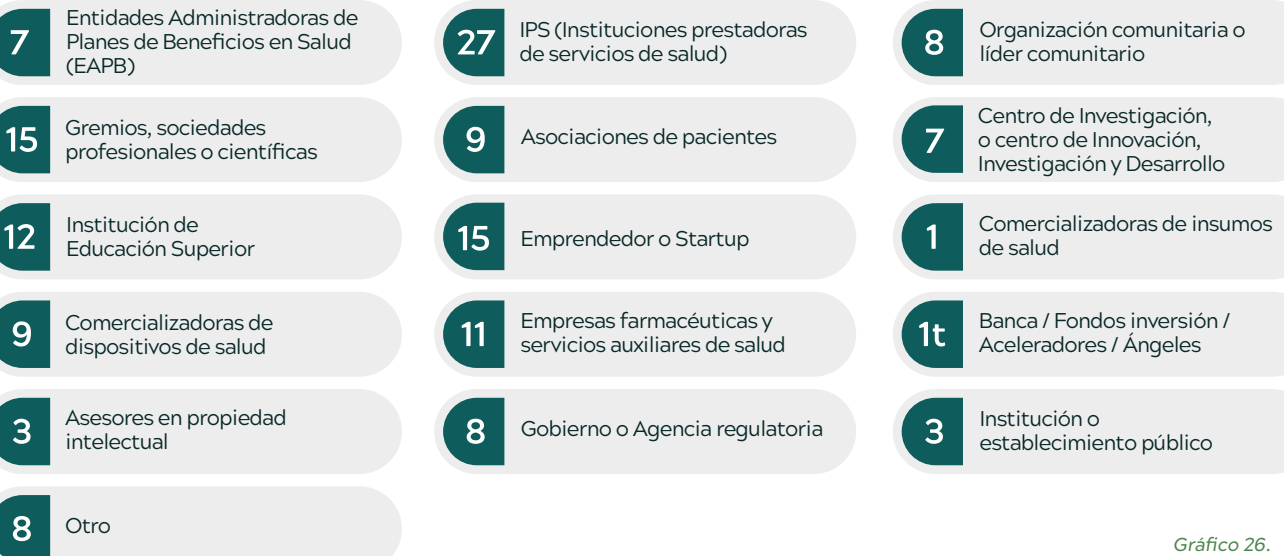 7
Entidades Administradoras de
Planes de Beneficios en Salud
(EAPB)
27
IPS (Instituciones prestadoras
de servicios de salud)
8
Organización comunitaria o
líder comunitario
15
Gremios, sociedades
profesionales o científicas
9
Asociaciones de pacientes
7
Centro de Investigación,
o centro de Innovación,
Investigación y Desarrollo
12
Institución de
Educación Superior
15
Emprendedor o Startup
1
Comercializadoras de insumos
de salud
9
Comercializadoras de
dispositivos de salud
11
Empresas farmacéuticas y
servicios auxiliares de salud
1t
Banca / Fondos inversión /
Aceleradores / Ángeles
3
Asesores en propiedad
intelectual
8
Gobierno o Agencia regulatoria
3
Institución o
establecimiento público
8
Otro
Gráfico 26.